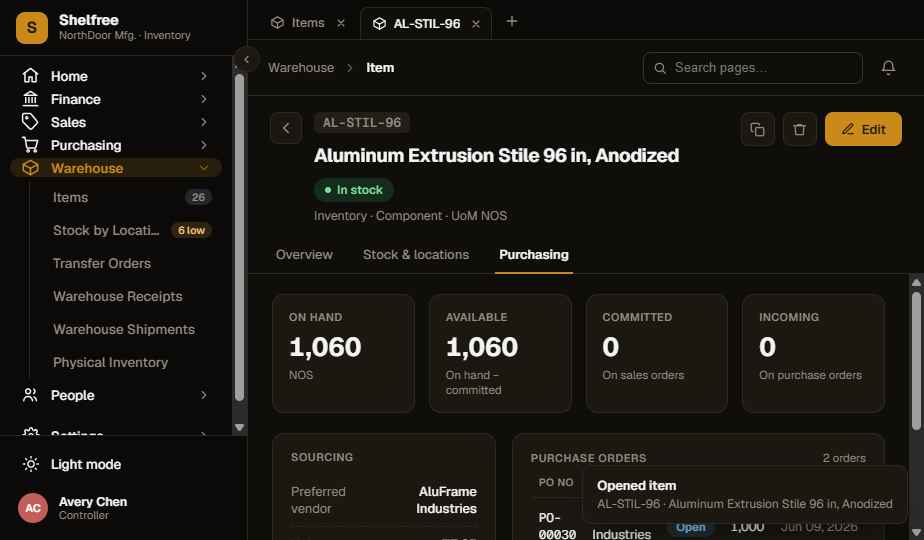 S
Shelfree
NorthDoor Mfg. · Inventory
Home
Finance
Sales
Purchasing
Warehouse
Items
26
Stock by Locati...
6 low
Transfer Orders
Warehouse Receipts
Warehouse Shipments
Physical Inventory
People
Settings
Light mode
AC
Avery Chen
Controller
Items
AL-STIL-96
Warehouse
Item
Search pages...
AL-STIL-96
Edit
Aluminum Extrusion Stile 96 in, Anodized
In stock
Inventory · Component · UoM NOS
Overview
Stock & locations
Purchasing
ON HAND
1,060
NOS
AVAILABLE
1,060
On hand −
committed
COMMITTED
0
On sales orders
INCOMING
0
On purchase orders
SOURCING
Preferred
vendor
AluFrame
Industries
PURCHASE ORDERS
2 orders
PO NO
PO-
00030
Industries
Open
1,000
Jun 09, 2026
Opened item
AL-STIL-96 · Aluminum Extrusion Stile 96 in, Anodized